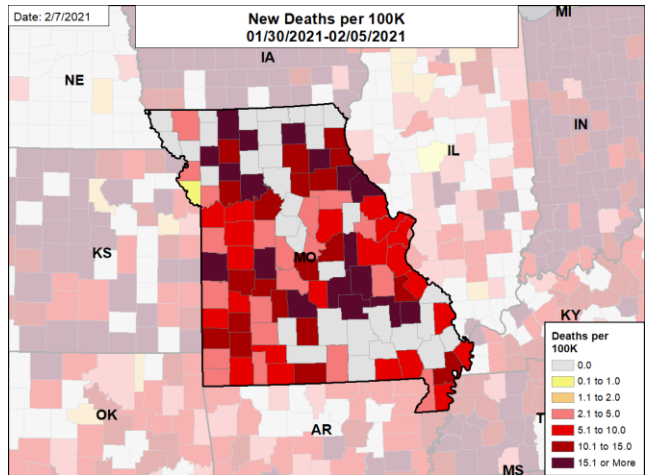 Date: 2/7/2021
New Deaths per 100K
01/30/2021-02/05/2021
MI
NE
IA
IL
IN
KS
MO
KY
OK
AR
MS
T
Deaths per
100K
0.0
0.1 to 1.0
1.1 to 2.0
2.1 to 5.0
5.1 to 10.0
10.1 to 15.0
15.1 or More